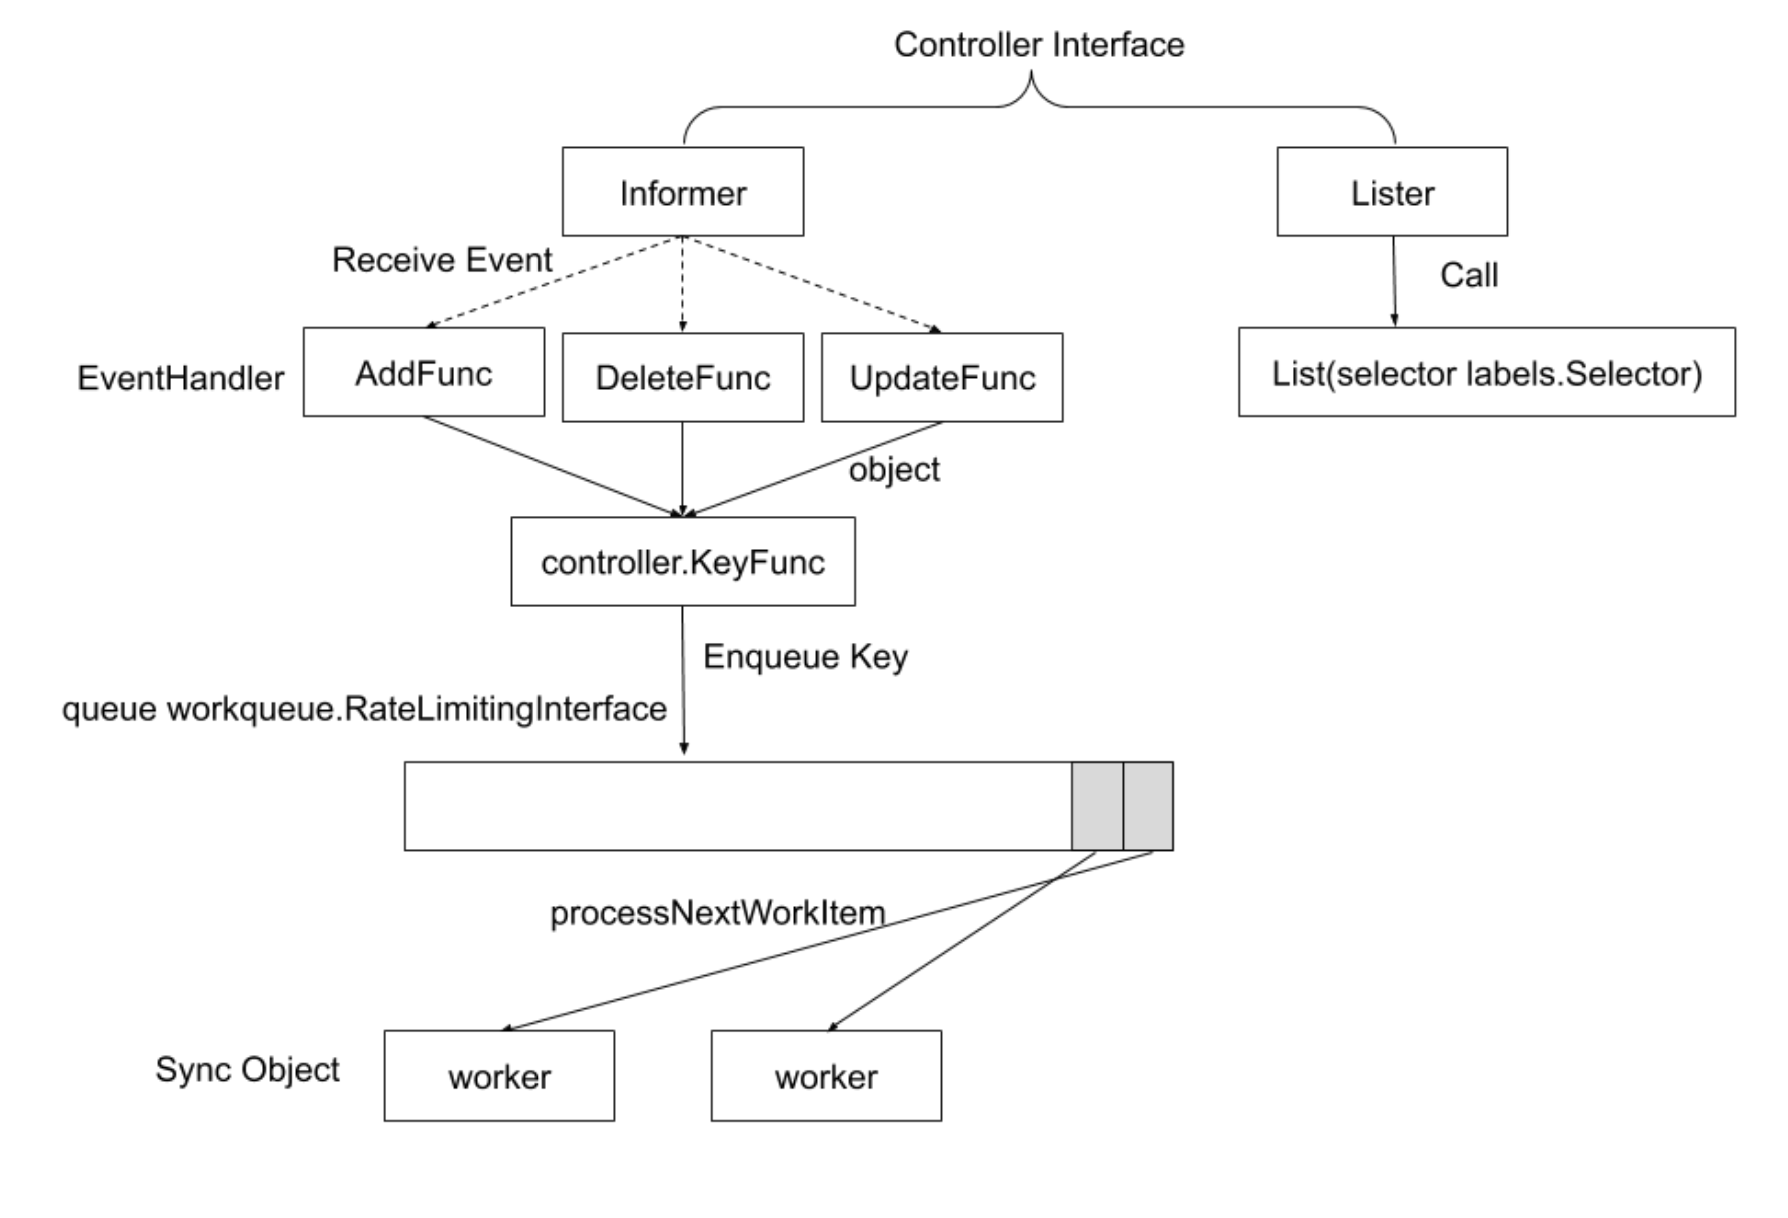 Controller Interface
Informer
Lister
Receive Event
Call
EventHandler
AddFunc
DeleteFunc
UpdateFunc
List(selector labels.Selector)
object
controller.KeyFunc
Enqueue Key
queue workqueue.RateLimitingInterface
processNextWorkItem
Sync Object
worker
worker